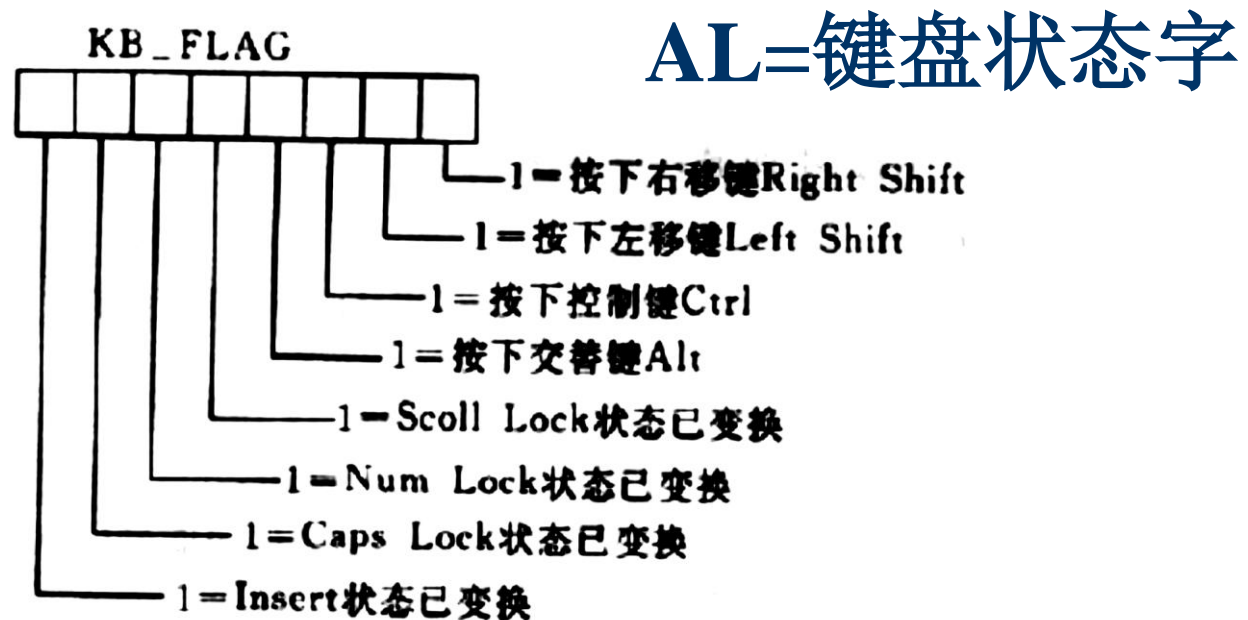 KB_FLAG
AL=键盘状态字
1=按下右移键Right Shift
1=按下左移键Left Shift
1=按下控制键Ctrl
1=按下交替键Alt
1=Scoll Lock状态已变换
1=Num Lock状态已变换
1=Caps Lock状态已变换
1=Insert状态已变换